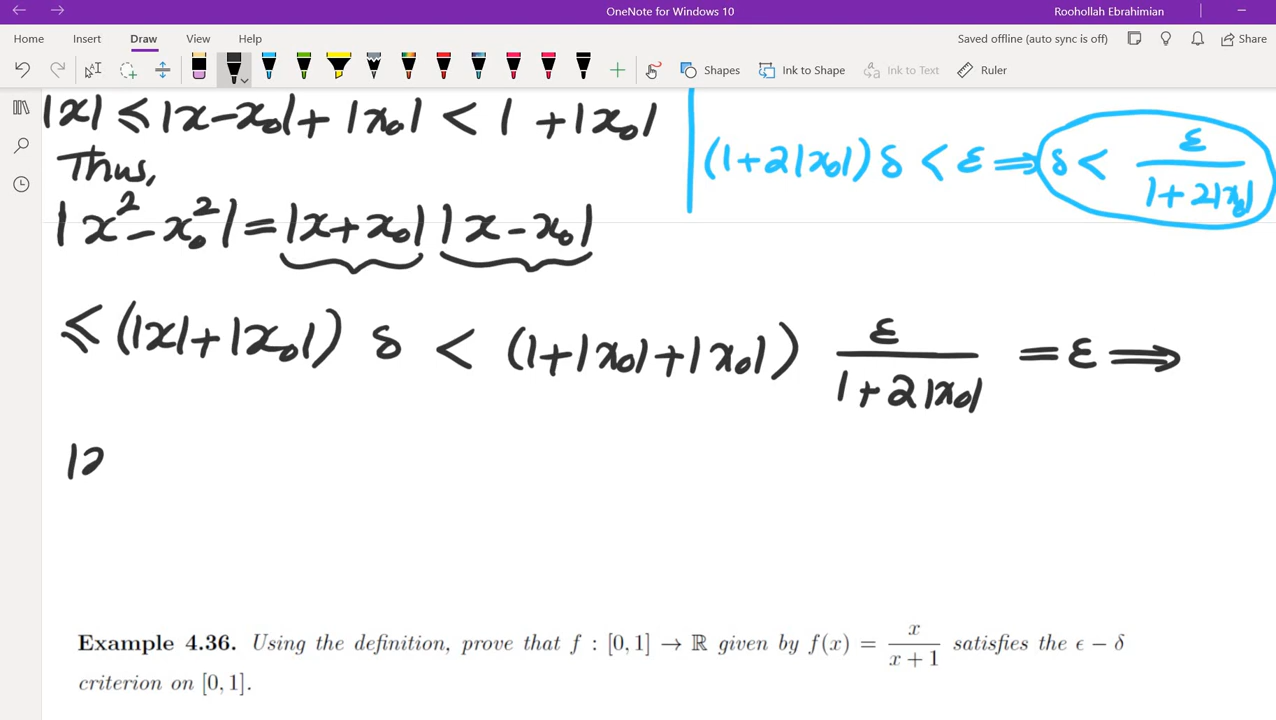 OneNote for Windows 10
Roohollah Ebrahimian
Home Insert Draw View Help
Saved offline (auto sync is off)
Share
Shapes Ink to Shape Ink to Text Ruler
|x| ≤ |x-x₀| + |x₀| < 1 + |x₀|
(1+2|x₀|) δ < ε ⟹ δ < ε/(1+2|x₀|)
Thus,
|x² - x₀²| = |x+x₀| |x-x₀|
≤ (|x|+|x₀|) δ < (1+|x₀|+|x₀|) ε/(1+2|x₀|) = ε ⟹
Example 4.36. Using the definition, prove that f : [0, 1] → ℝ given by f(x) = x/(x+1) satisfies the ϵ − δ
criterion on [0, 1].